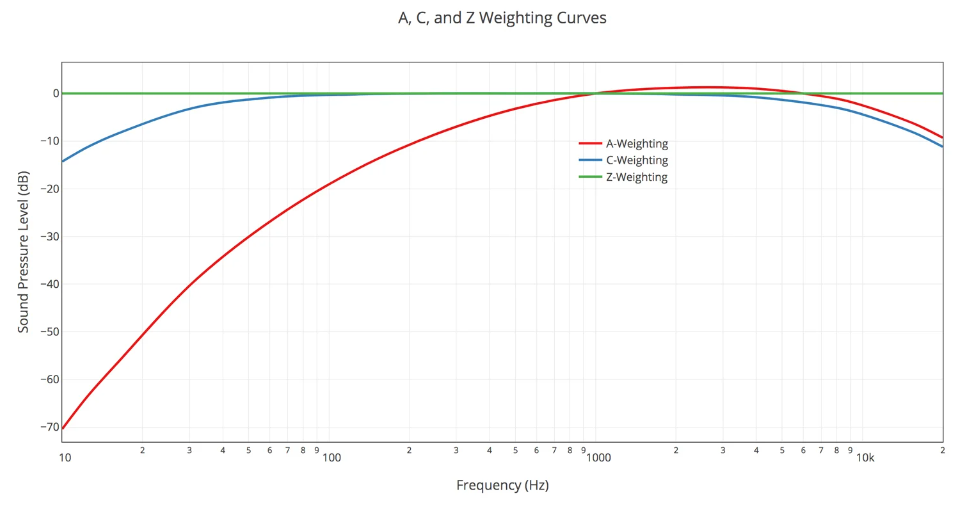 A, C, and Z Weighting Curves
Sound Pressure Level (dB)
0
−10
−20
−30
−40
−50
−60
−70
A-Weighting
C-Weighting
Z-Weighting
10 2 3 4 5 6 7 8 9 100 2 3 4 5 6 7 8 9 1000 2 3 4 5 6 7 8 9 10k 2
Frequency (Hz)